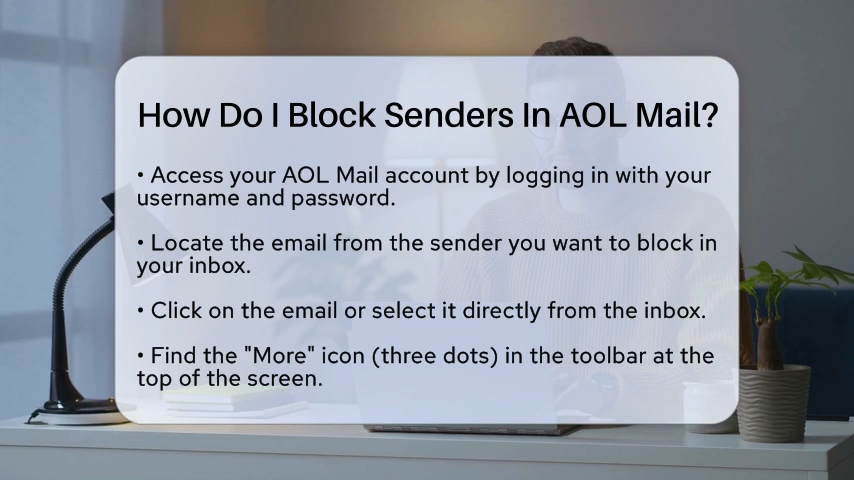 How Do I Block Senders In AOL Mail?
• Access your AOL Mail account by logging in with your
username and password.
• Locate the email from the sender you want to block in
your inbox.
• Click on the email or select it directly from the inbox.
• Find the "More" icon (three dots) in the toolbar at the
top of the screen.